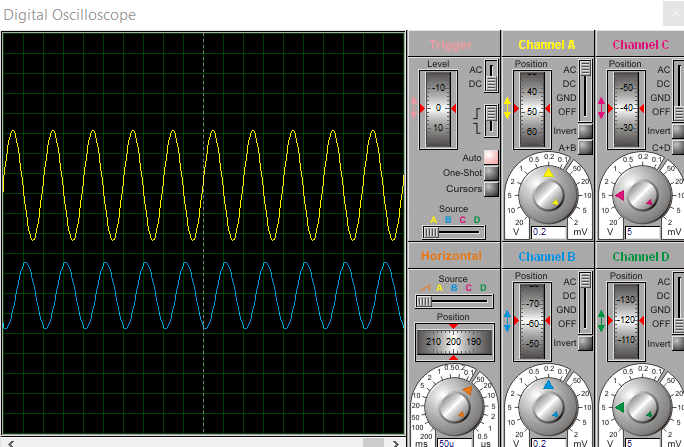 Digital Oscilloscope
Trigger
Level
-10
0
10
AC
DC
Auto
One-Shot
Cursors
Source
A B C D
Channel A
Position
40
50
60
AC
DC
GND
OFF
Invert
A+B
0.5 0.2 0.1
1 50
2 20
5 10
10 5
20 2
V 0.2 mV
Channel C
Position
-50
-40
-30
AC
DC
GND
OFF
Invert
C+D
0.5 0.2 0.1
1 50
2 20
5 10
10 5
20 2
V 5 mV
Horizontal
Source
A B C D
Position
210 200 190
1 0.5 0.2 0.1
2 50
5 20
10 10
20 5
50 2
100 1
200 0.5
ms 50u us
Channel B
Position
-70
-60
-50
AC
DC
GND
OFF
Invert
0.5 0.2 0.1
1 50
2 20
5 10
10 5
20 2
V 0.2 mV
Channel D
Position
-130
-120
-110
AC
DC
GND
OFF
Invert
0.5 0.2 0.1
1 50
2 20
5 10
10 5
20 2
V 5 mV